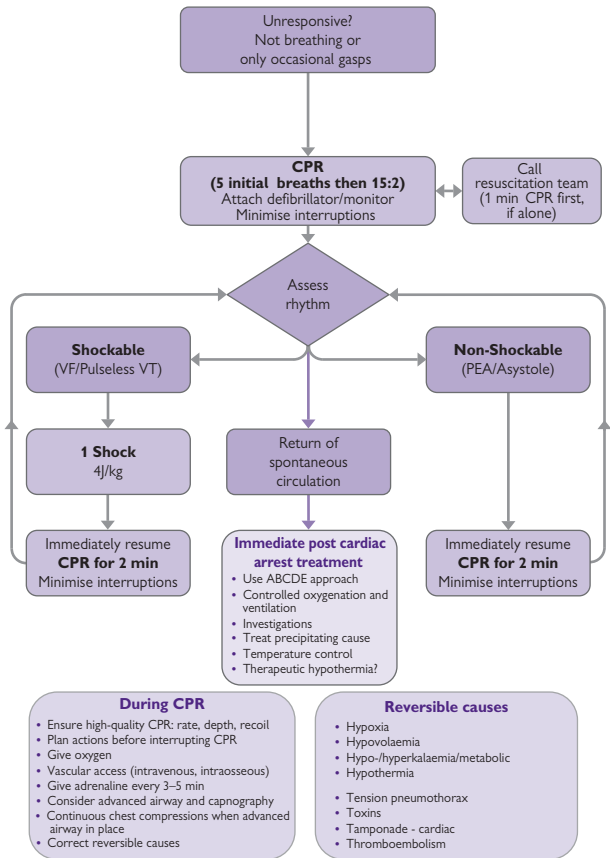 Unresponsive?
Not breathing or
only occasional gasps
CPR
(5 initial breaths then 15:2)
Attach defibrillator/monitor
Minimise interruptions
Call
resuscitation team
(1 min CPR first,
if alone)
Assess
rhythm
Shockable
(VF/Pulseless VT)
Non-Shockable
(PEA/Asystole)
1 Shock
4J/kg
Return of
spontaneous
circulation
Immediately resume
CPR for 2 min
Minimise interruptions
Immediate post cardiac
arrest treatment
• Use ABCDE approach
• Controlled oxygenation and
ventilation
• Investigations
• Treat precipitating cause
• Temperature control
• Therapeutic hypothermia?
Immediately resume
CPR for 2 min
Minimise interruptions
During CPR
• Ensure high-quality CPR: rate, depth, recoil
• Plan actions before interrupting CPR
• Give oxygen
• Vascular access (intravenous, intraosseous)
• Give adrenaline every 3–5 min
• Consider advanced airway and capnography
• Continuous chest compressions when advanced
airway in place
• Correct reversible causes
Reversible causes
• Hypoxia
• Hypovolaemia
• Hypo-/hyperkalaemia/metabolic
• Hypothermia
• Tension pneumothorax
• Toxins
• Tamponade - cardiac
• Thromboembolism